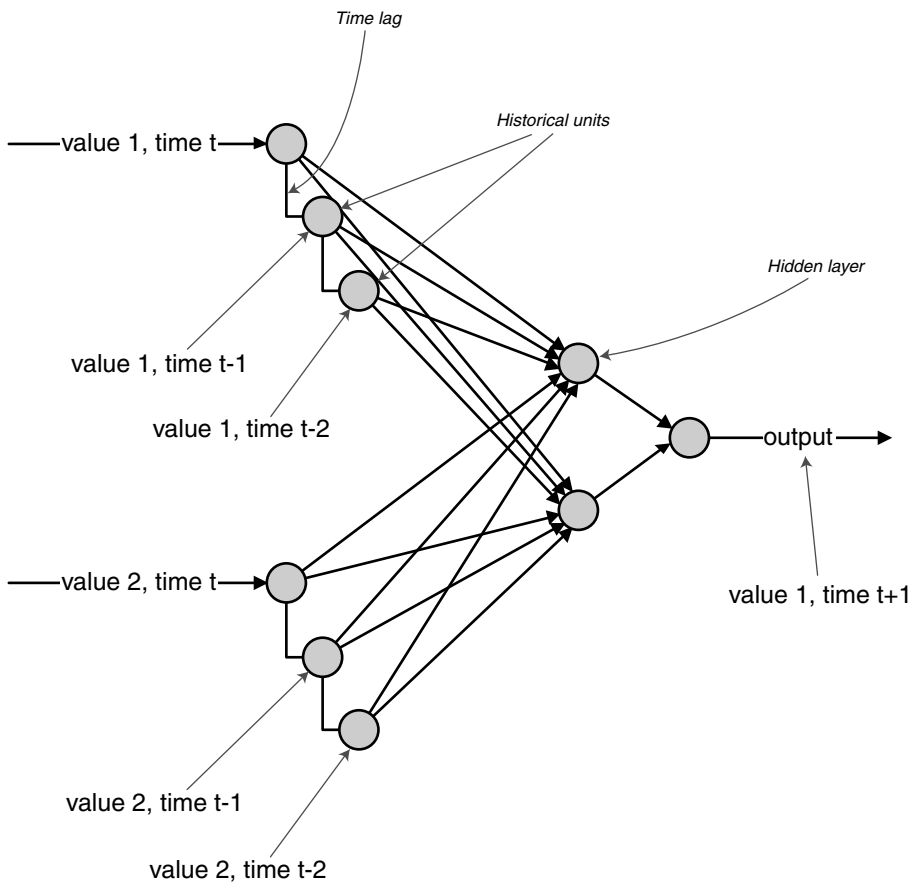 Time lag
Historical units
value 1, time t
Hidden layer
value 1, time t-1
value 1, time t-2
output
value 2, time t
value 1, time t+1
value 2, time t-1
value 2, time t-2